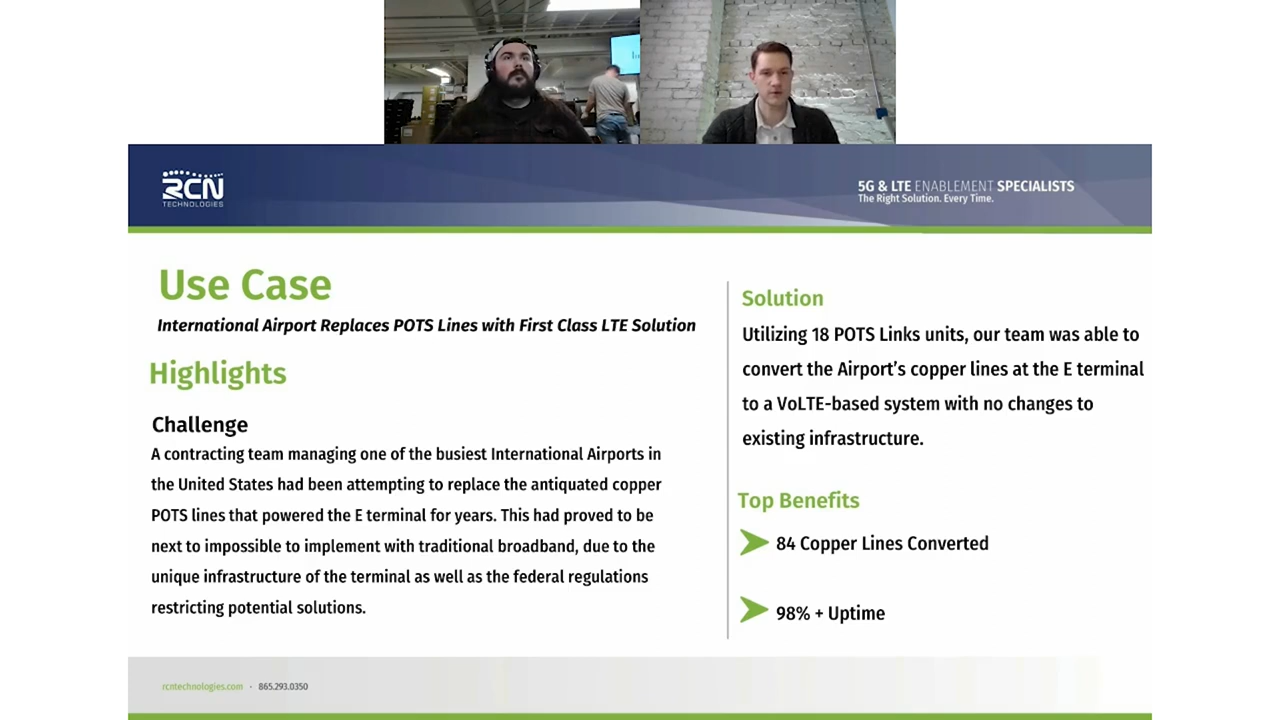 RCN
TECHNOLOGIES
5G & LTE ENABLEMENT SPECIALISTS
The Right Solution. Every Time.
Use Case
International Airport Replaces POTS Lines with First Class LTE Solution
Highlights
Challenge
A contracting team managing one of the busiest International Airports in
the United States had been attempting to replace the antiquated copper
POTS lines that powered the E terminal for years. This had proved to be
next to impossible to implement with traditional broadband, due to the
unique infrastructure of the terminal as well as the federal regulations
restricting potential solutions.
Solution
Utilizing 18 POTS Links units, our team was able to
convert the Airport's copper lines at the E terminal
to a VoLTE-based system with no changes to
existing infrastructure.
Top Benefits
84 Copper Lines Converted
98% + Uptime
rcntechnologies.com · 865.293.0350